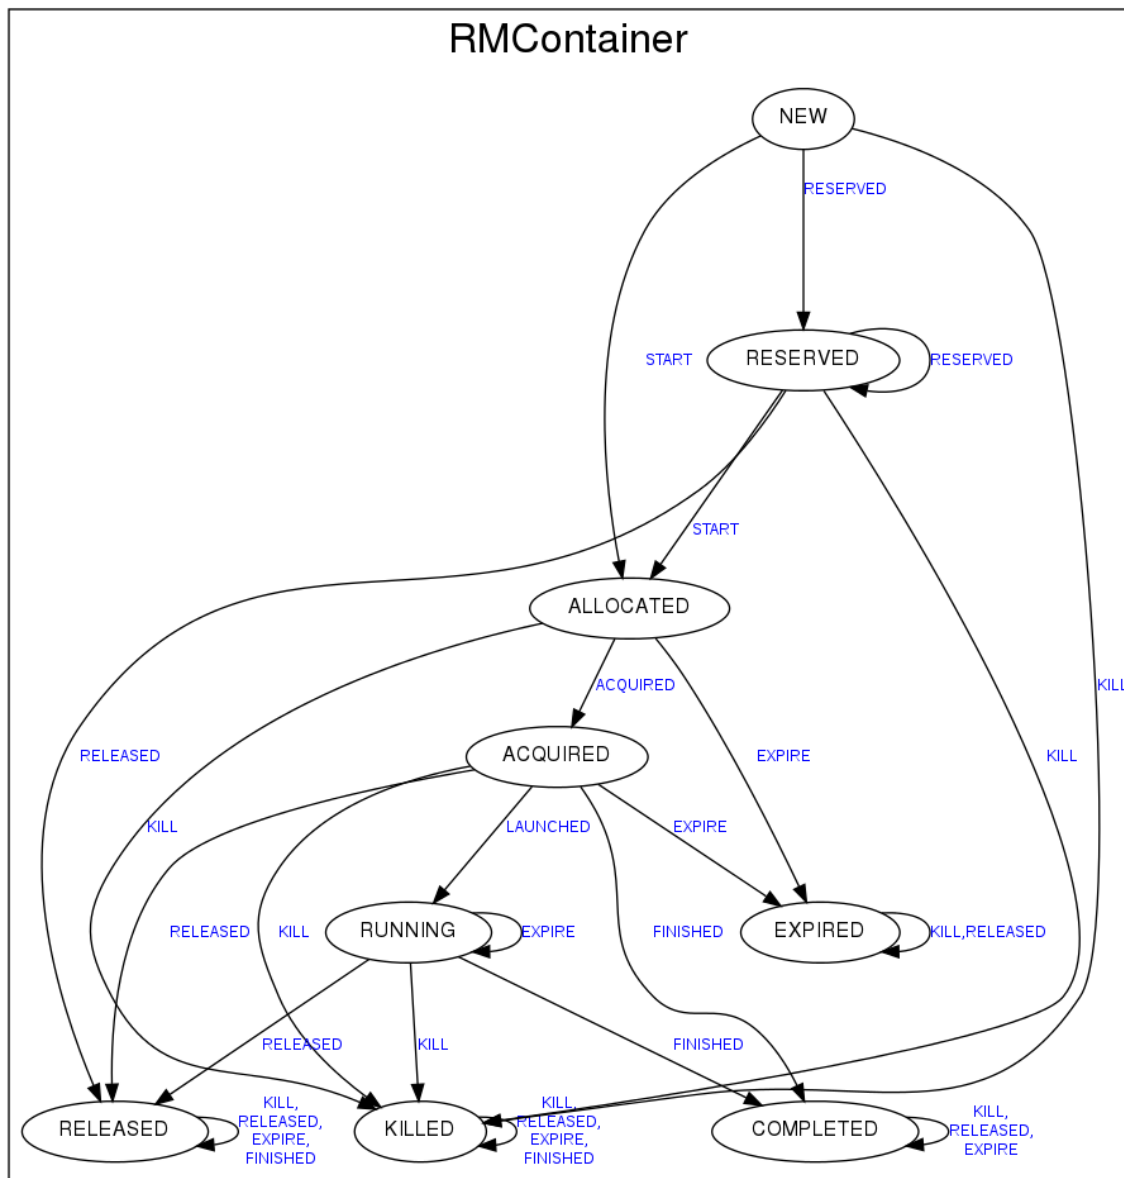 RMContainer
NEW
RESERVED
RESERVED
START
RESERVED
START
ALLOCATED
ACQUIRED
KILL
RELEASED
ACQUIRED
EXPIRE
KILL
KILL
LAUNCHED
EXPIRE
RELEASED
KILL
RUNNING
EXPIRE
FINISHED
EXPIRED
KILL,RELEASED
RELEASED
KILL
FINISHED
RELEASED
KILL,
RELEASED,
EXPIRE,
FINISHED
KILLED
KILL,
RELEASED,
EXPIRE,
FINISHED
COMPLETED
KILL,
RELEASED,
EXPIRE